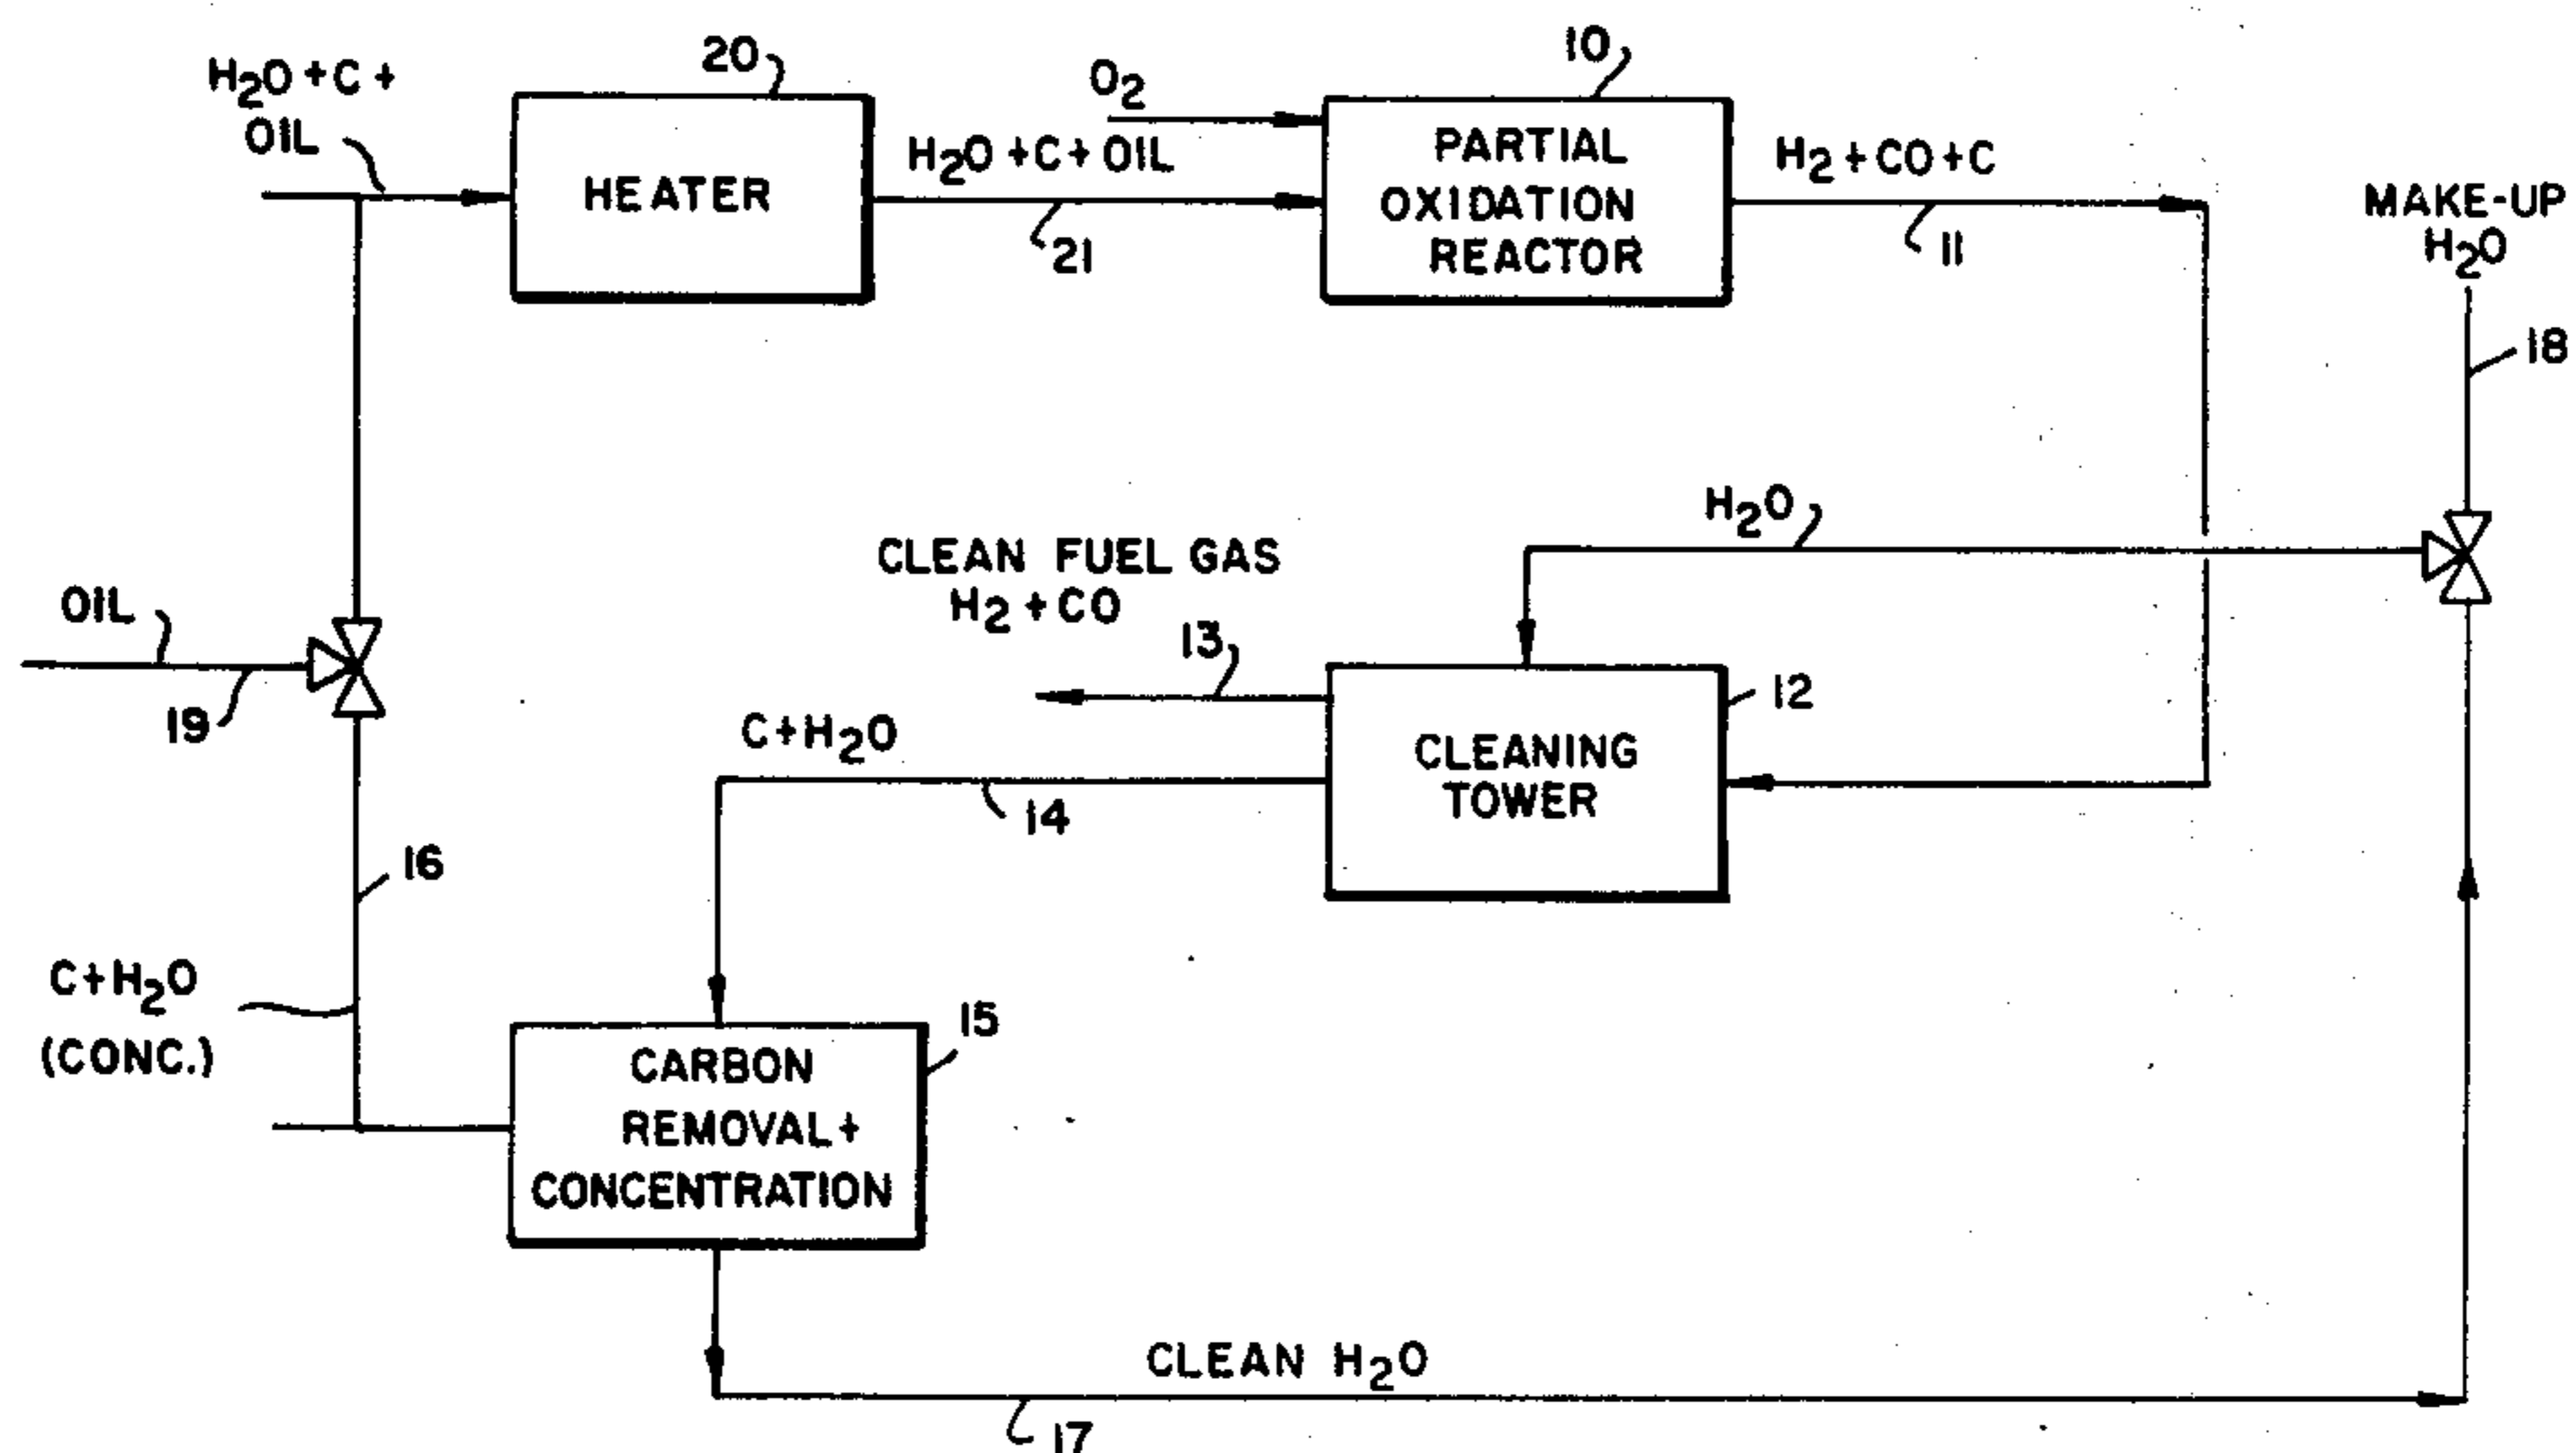 H2O+C+
OIL
20
HEATER
H2O+C+OIL
21
O2
10
PARTIAL
OXIDATION
REACTOR
H2+CO+C
11
MAKE-UP
H2O
18
H2O
CLEAN FUEL GAS
H2+CO
13
12
CLEANING
TOWER
C+H2O
14
OIL
19
16
C+H2O
(CONC.)
15
CARBON
REMOVAL+
CONCENTRATION
CLEAN H2O
17